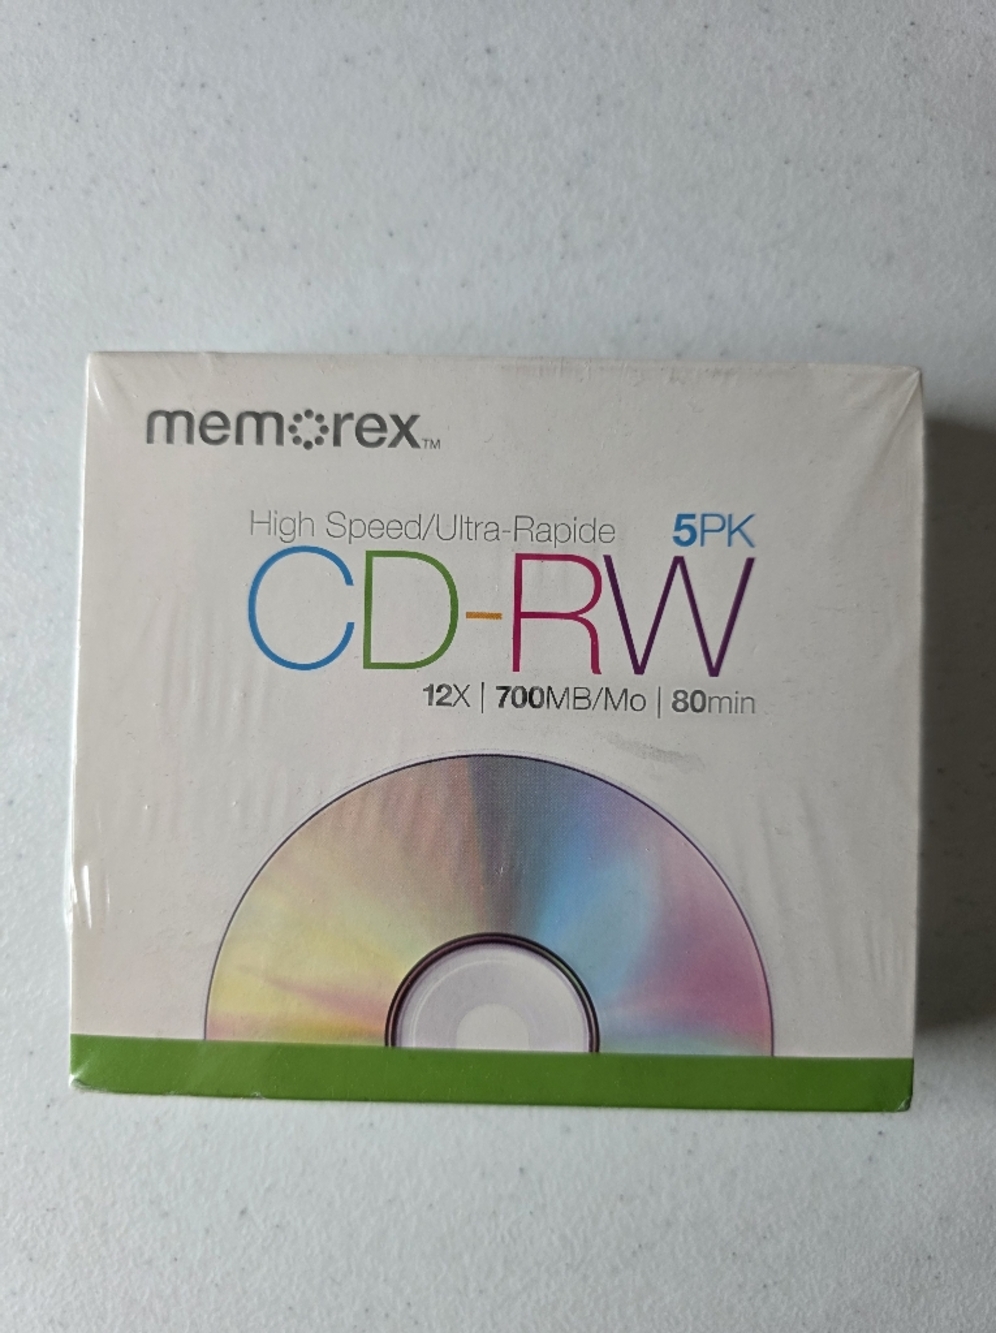 memorex™
High Speed/Ultra-Rapide 5PK
CD-RW
12X | 700MB/Mo | 80min